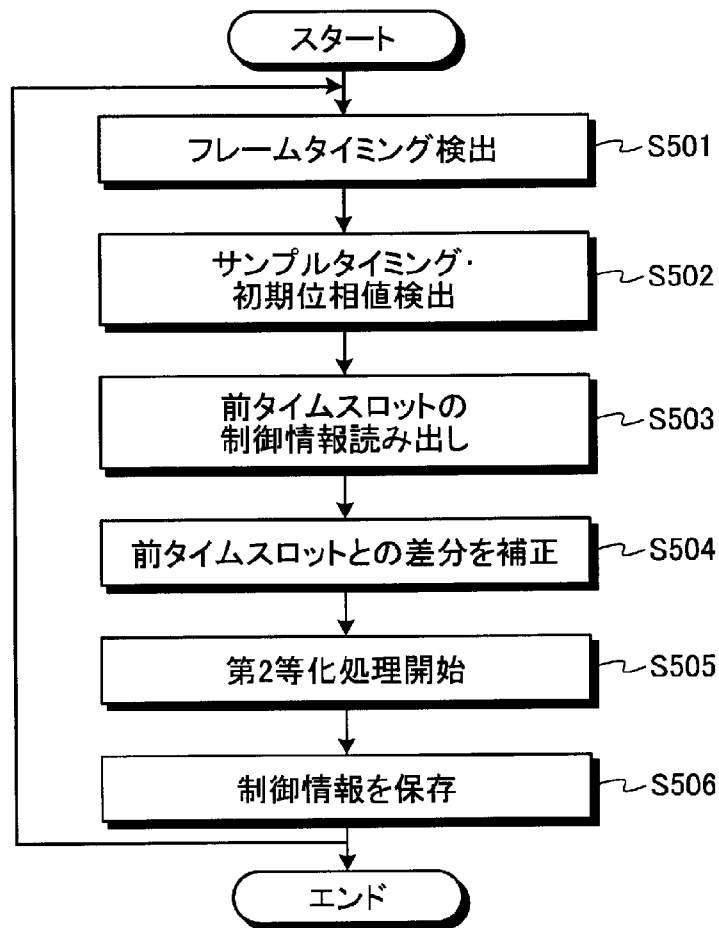 スタート
フレームタイミング検出
S501
サンプルタイミング・
初期位相値検出
S502
前タイムスロットの
制御情報読み出し
S503
前タイムスロットとの差分を補正
S504
第2等化処理開始
S505
制御情報を保存
S506
エンド